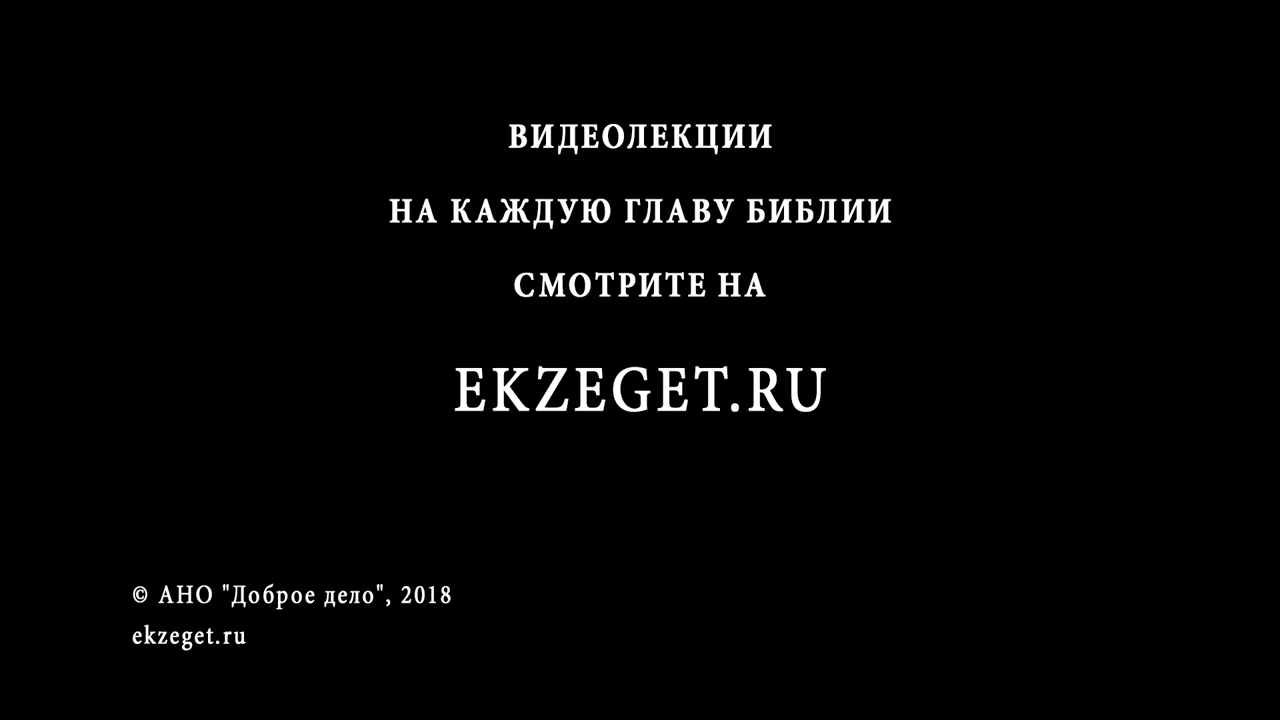 ВИДЕОЛЕКЦИИ
НА КАЖДУЮ ГЛАВУ БИБЛИИ
СМОТРИТЕ НА
EKZEGET.RU
© АНО "Доброе дело", 2018
ekzeget.ru